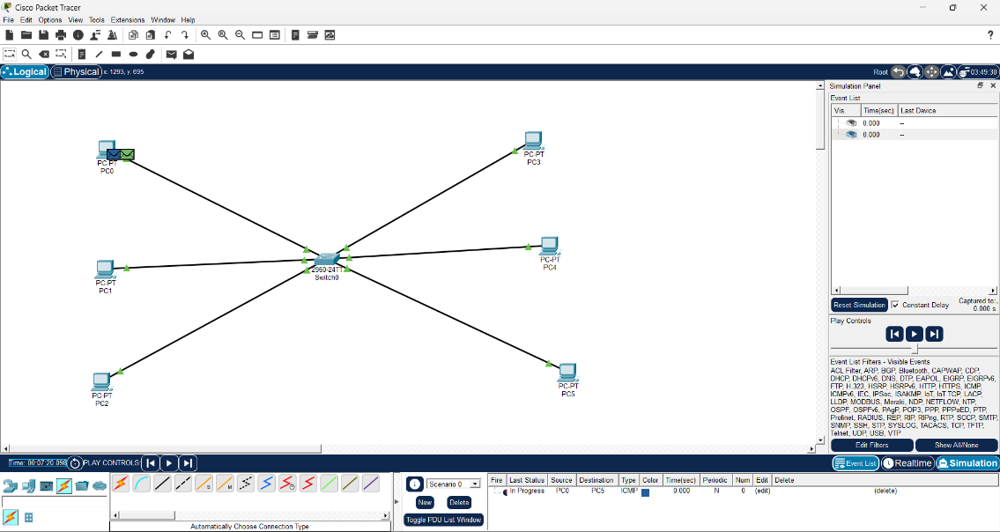 Cisco Packet Tracer
File Edit Options View Tools Extensions Window Help
?
Logical Physical x: 1293, y: 695 Root 03:49:30
Simulation Panel
Event List
Vis. Time(sec) Last Device
0.000 --
0.000 --
PC-PT
PC0
PC-PT
PC3
PC-PT
PC4
PC-PT
PC1
2960-24TT
Switch0
PC-PT
PC2
PC-PT
PC5
Reset Simulation Constant Delay Captured to:
0.000 s
Play Controls
Event List Filters - Visible Events
ACL Filter, ARP, BGP, Bluetooth, CAPWAP, CDP,
DHCP, DHCPv6, DNS, DTP, EAPOL, EIGRP, EIGRPv6,
FTP, H.323, HSRP, HSRPv6, HTTP, HTTPS, ICMP,
ICMPv6, IEC, IPSec, ISAKMP, IoT, IoT TCP, LACP,
LLDP, MODBUS, Meraki, NDP, NETFLOW, NTP,
OSPF, OSPFv6, PAgP, POP3, PPP, PPPoED, PTP,
Profinet, RADIUS, REP, RIP, RIPng, RTP, SCCP, SMTP,
SNMP, SSH, STP, SYSLOG, TACACS, TCP, TFTP,
Telnet, UDP, USB, VTP
Edit Filters Show All/None
Time: 00:07:20.096 PLAY CONTROLS: Event List Realtime Simulation
Scenario 0
New Delete
Toggle PDU List Window
Fire Last Status Source Destination Type Color Time(sec) Periodic Num Edit Delete
In Progress PC0 PC5 ICMP 0.000 N 0 (edit) (delete)
Automatically Choose Connection Type